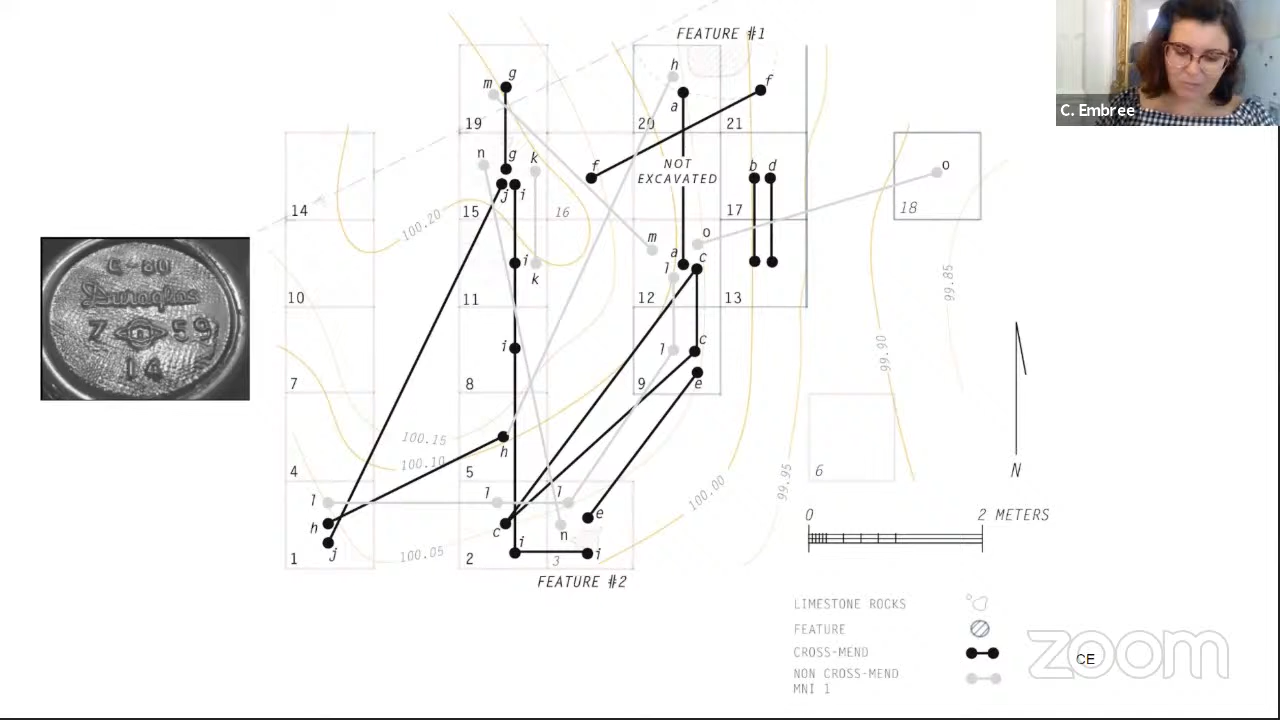 FEATURE #1
C. Embree
h
f
m
g
a
19
20
21
n
g
k
f
NOT
EXCAVATED
b
d
o
j
i
14
15
16
17
18
100.20
m
o
a
l
c
i
k
C-80
Duraglas
7
59
14
99.85
10
11
12
13
i
l
c
99.90
7
8
9
e
100.15
h
100.10
4
5
6
l
l
l
100.00
99.95
N
h
c
n
e
0
2 METERS
j
i
i
100.05
1
2
3
FEATURE #2
LIMESTONE ROCKS
FEATURE
CROSS-MEND
NON CROSS-MEND
MNI 1
zoom
CE